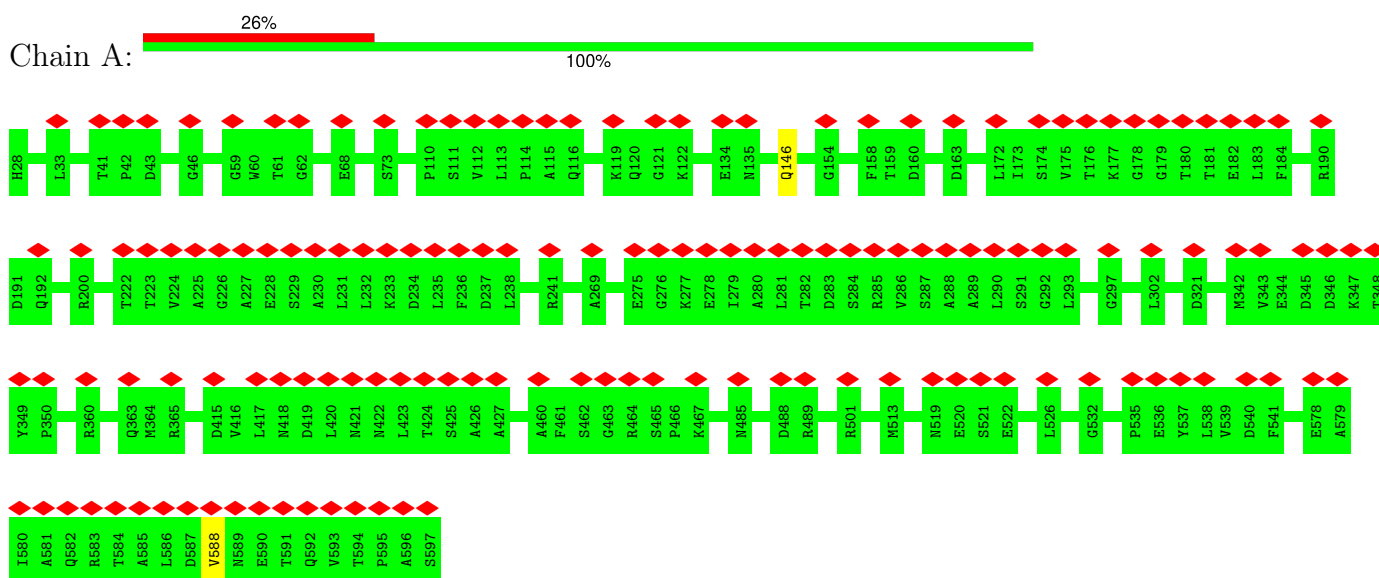 26%
Chain A:
100%
H28 L33 T41 P42 D43 G46 G59 W60 T61 G62 E68 S73 P110 S111 V112 L113 P114 A115 Q116 K119 Q120 G121 K122 E134 N135 Q146 G154 F158 T159 D160 D163 L172 I173 S174 V175 T176 K177 G178 G179 T180 T181 E182 L183 F184 R190
D191 Q192 R200 T222 T223 V224 A225 G226 A227 E228 S229 A230 L231 L232 K233 D234 L235 F236 D237 L238 R241 A269 E275 G276 K277 E278 I279 A280 L281 T282 D283 S284 R285 V286 S287 A288 A289 L290 S291 G292 L293 G297 L302 D321 M342 V343 E344 D345 D346 K347 T348
Y349 P350 R360 Q363 M364 R365 D415 V416 L417 N418 D419 L420 N421 N422 L423 T424 S425 A426 A427 A460 F461 S462 G463 R464 S465 P466 K467 N485 D488 R489 R501 M513 N519 E520 S521 E522 L526 G532 P535 E536 Y537 L538 V539 D540 F541 E578 A579
I580 A581 Q582 R583 T584 A585 L586 D587 V588 N589 E590 T591 Q592 V593 T594 P595 A596 S597